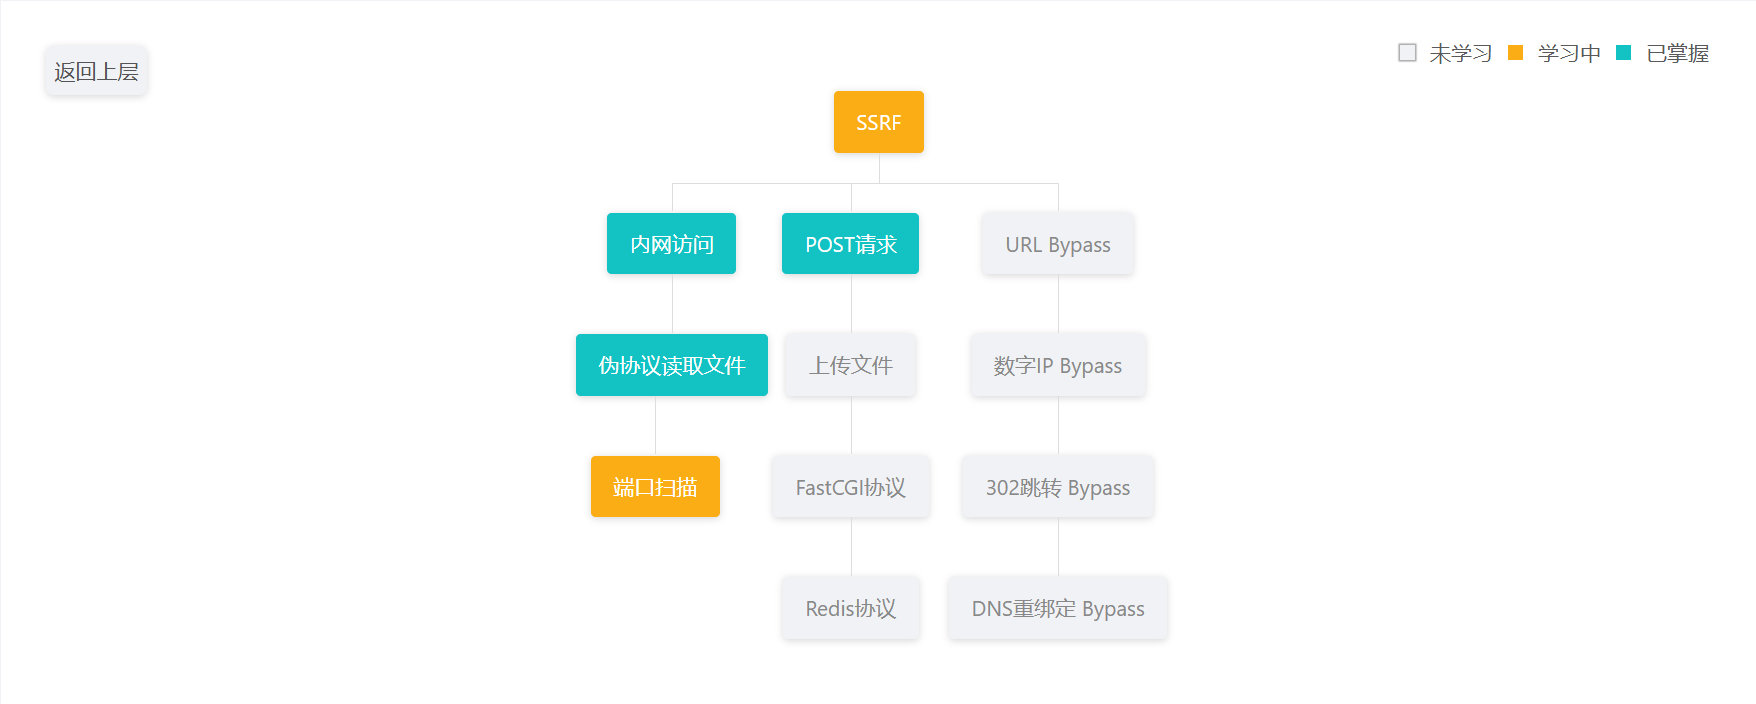 返回上层
未学习 学习中 已掌握
SSRF
内网访问 POST请求 URL Bypass
伪协议读取文件 上传文件 数字IP Bypass
端口扫描 FastCGI协议 302跳转 Bypass
Redis协议 DNS重绑定 Bypass